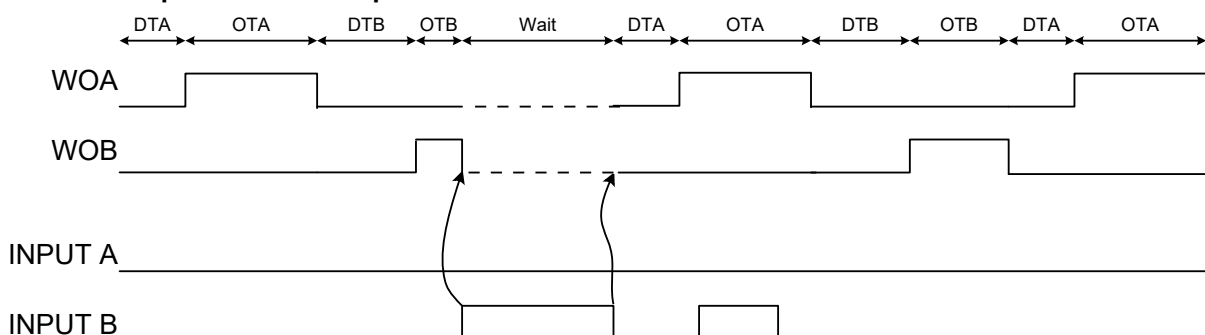 DTA OTA DTB OTB Wait DTA OTA DTB OTB DTA OTA
WOA
WOB
INPUT A
INPUT B